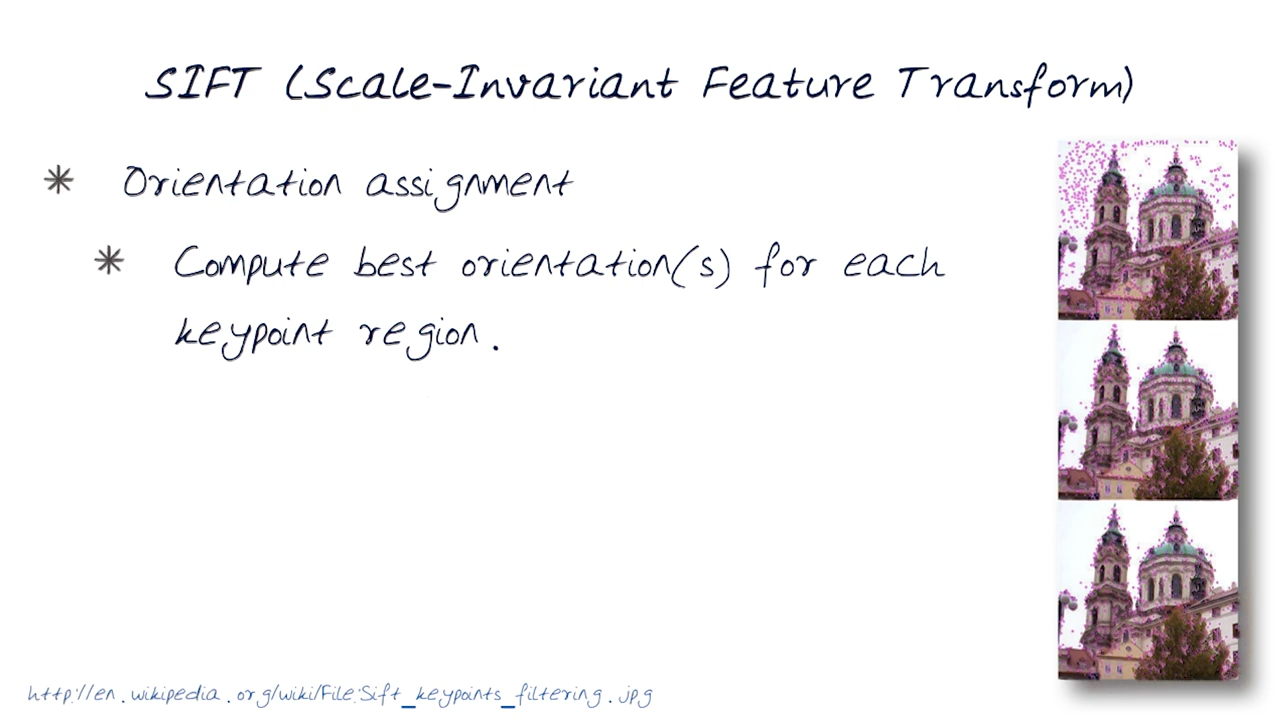 SIFT (Scale-Invariant Feature Transform)
* Orientation assignment
* Compute best orientation(s) for each
keypoint region.
http://en.wikipedia.org/wiki/File:Sift_keypoints_filtering.jpg